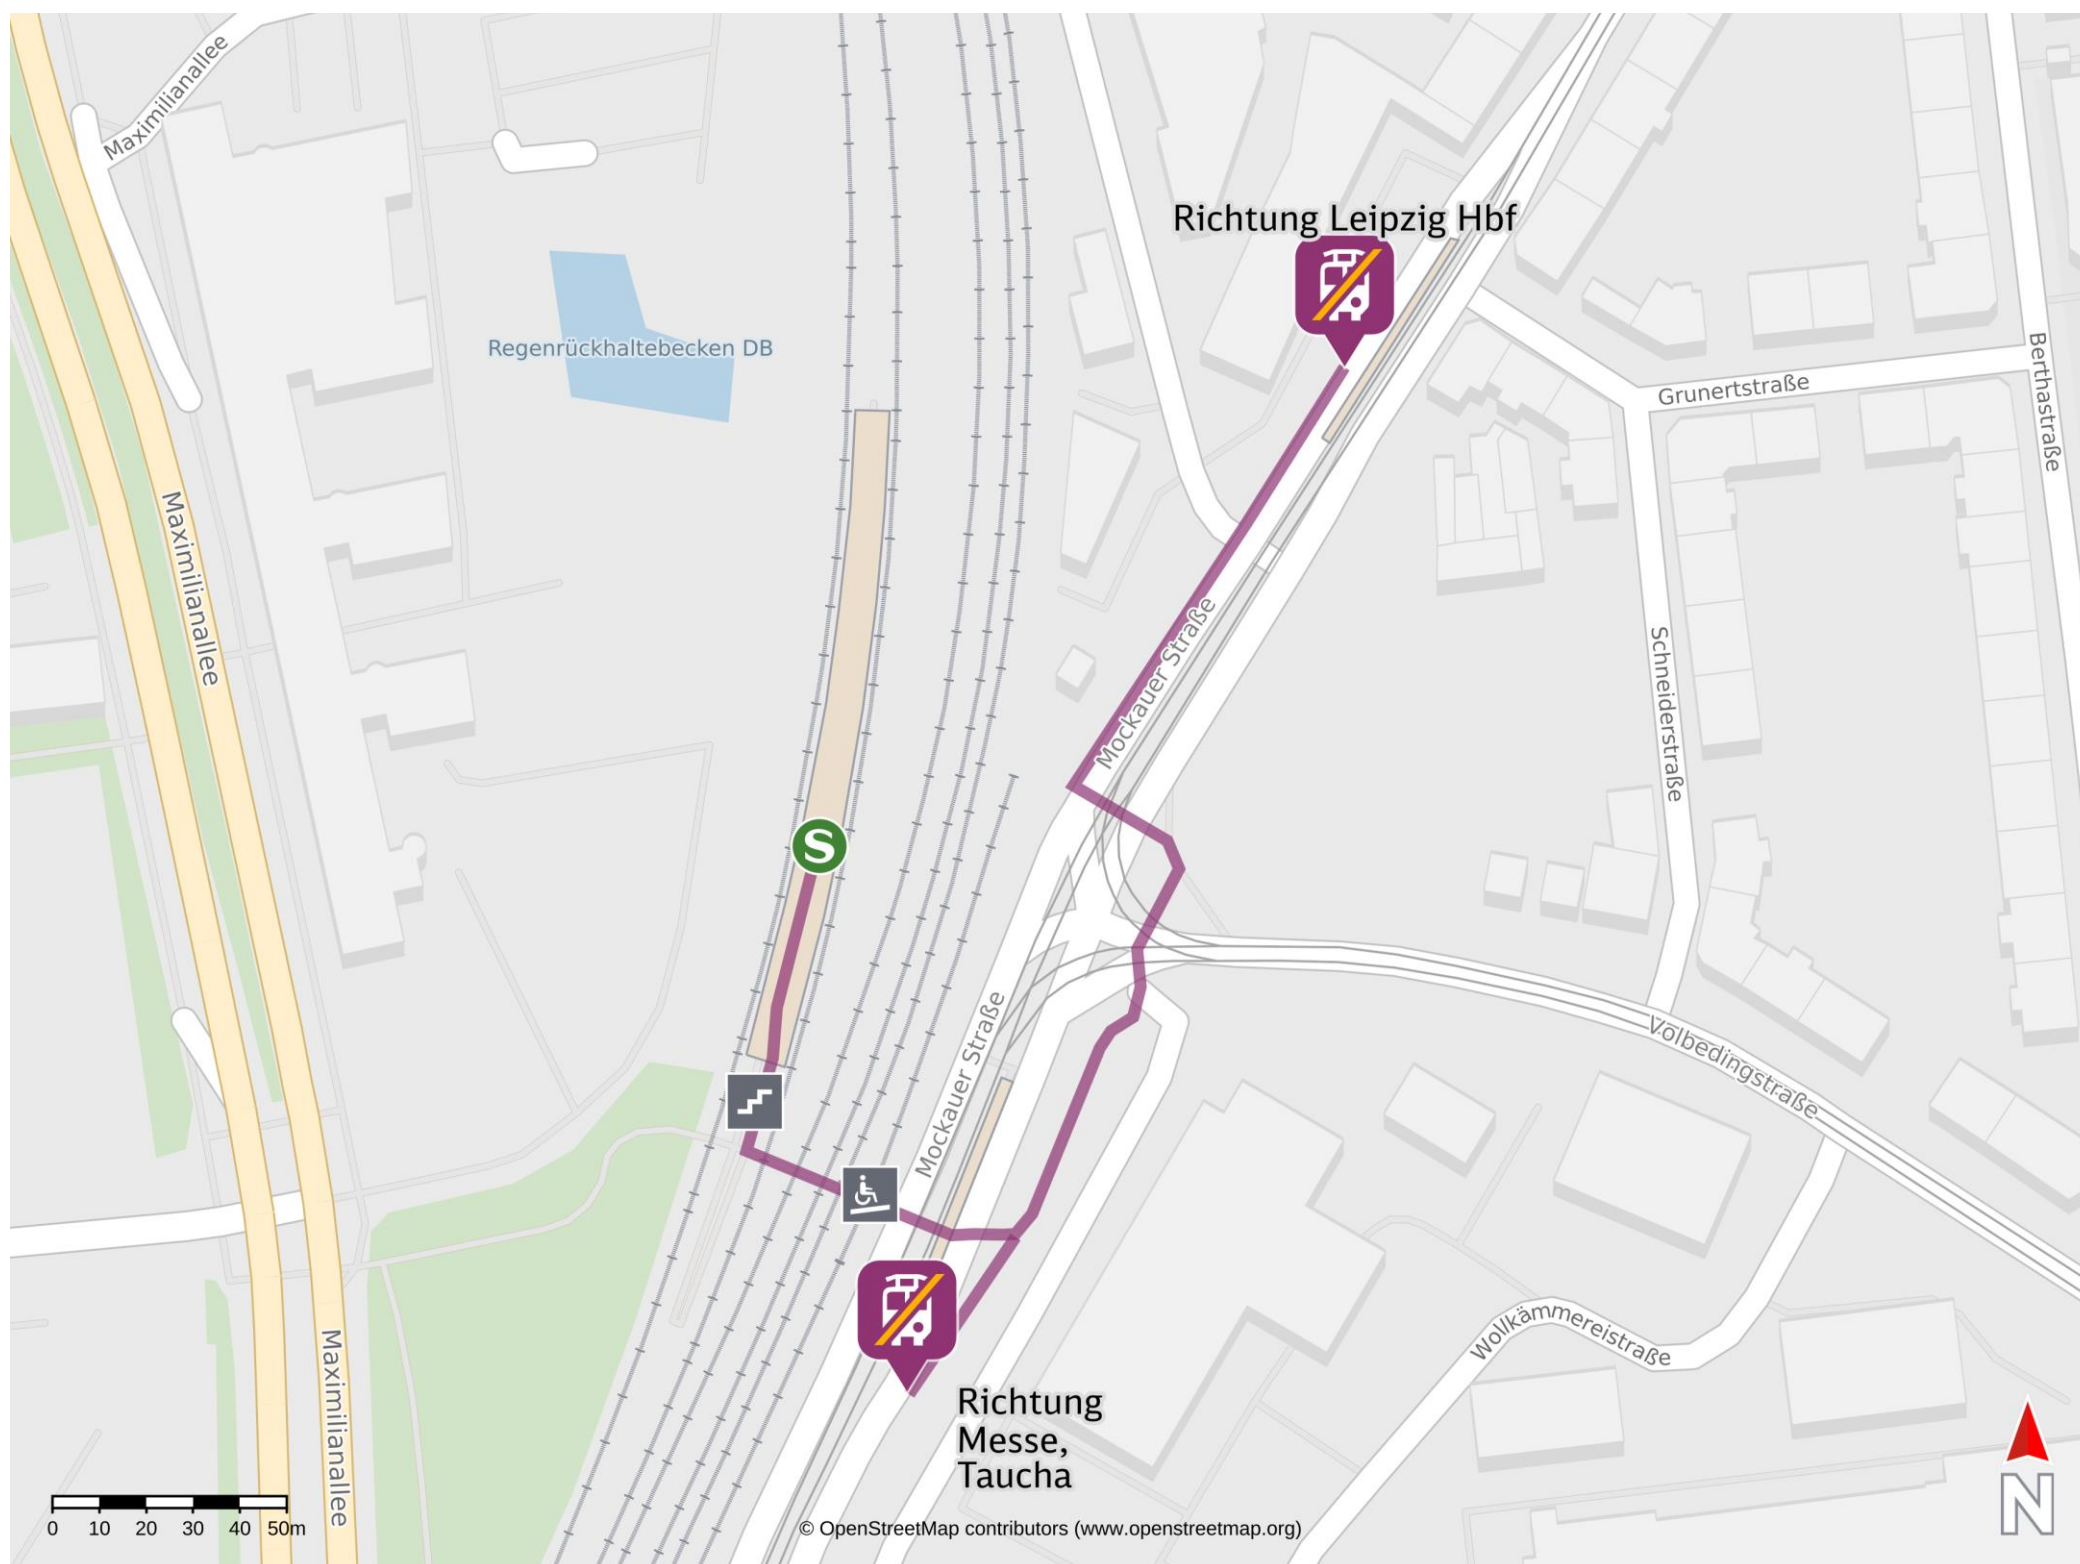 Maximilianallee
Richtung Leipzig Hbf
Regenrückhaltebecken DB
Grunertstraße
Berthastraße
Maximilianallee
Mockauer Straße
Schneiderstraße
S
Mockauer Straße
Volbedingstraße
Wollkämmereistraße
Maximilianallee
Richtung
Messe,
Taucha
0 10 20 30 40 50m
© OpenStreetMap contributors (www.openstreetmap.org)
N